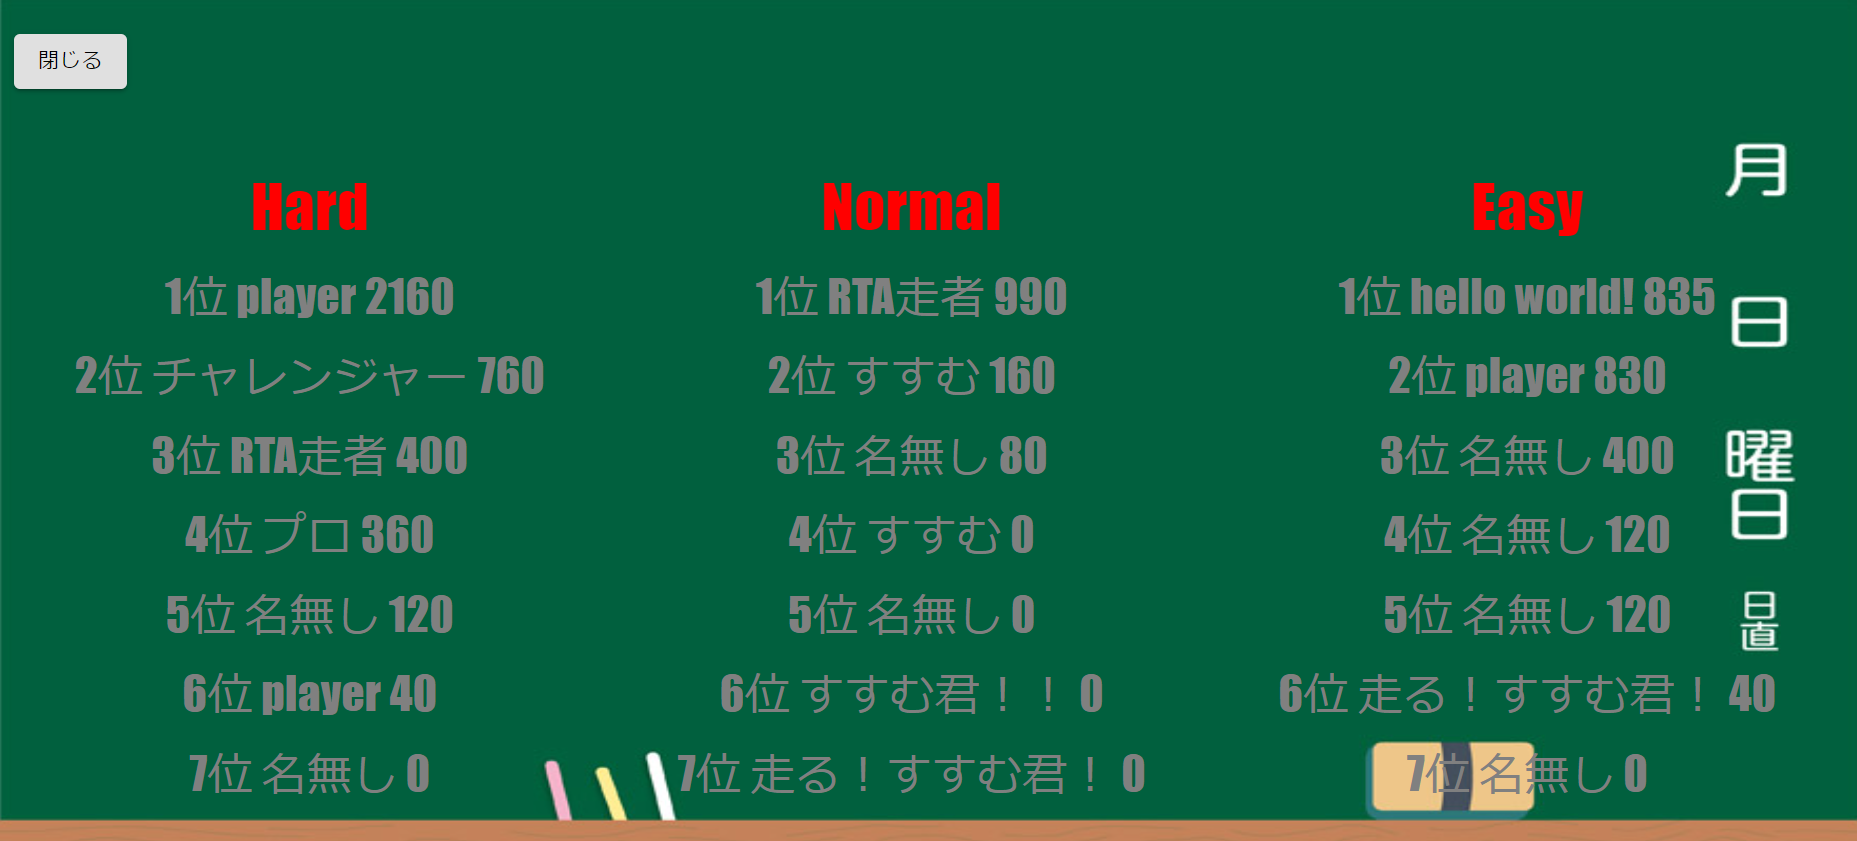 閉じる
Hard
1位 player 2160
2位 チャレンジャー 760
3位 RTA走者 400
4位 プロ 360
5位 名無し 120
6位 player 40
7位 名無し 0
Normal
1位 RTA走者 990
2位 すすむ 160
3位 名無し 80
4位 すすむ 0
5位 名無し 0
6位 すすむ君！！ 0
7位 走る！すすむ君！ 0
Easy
1位 hello world! 835
2位 player 830
3位 名無し 400
4位 名無し 120
5位 名無し 120
6位 走る！すすむ君！ 40
7位 名無し 0
月
日
曜日
日直